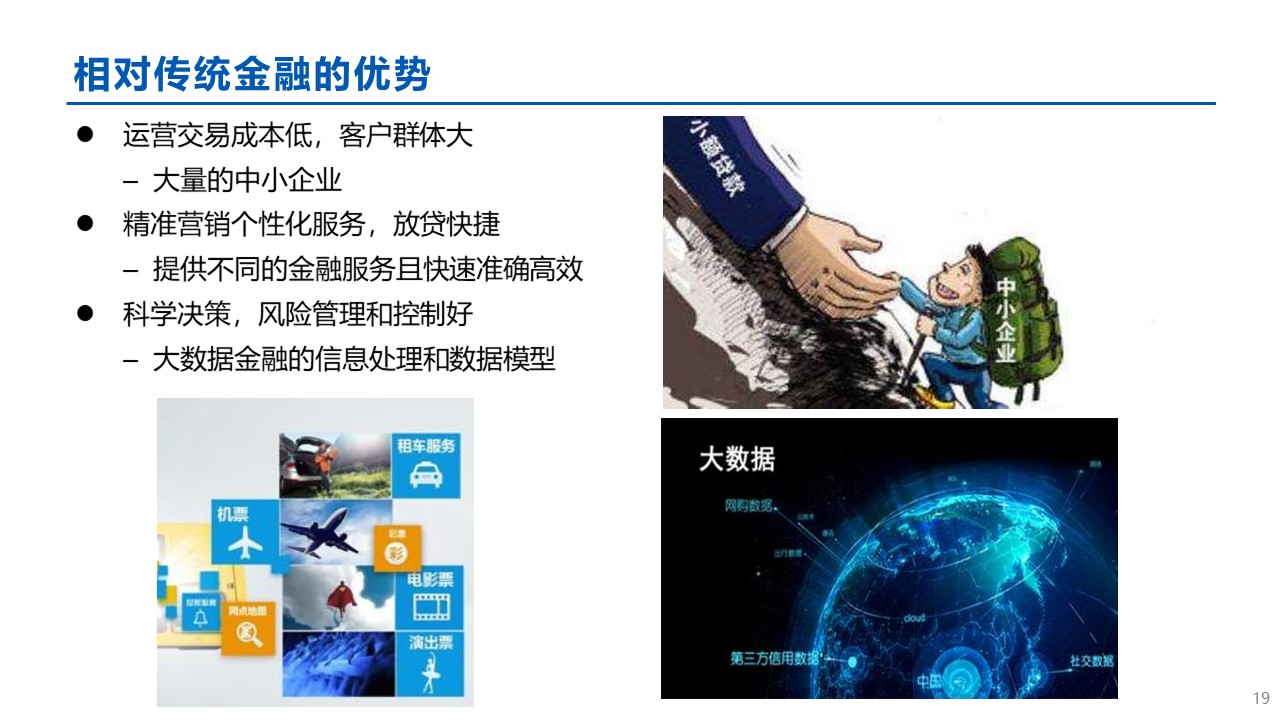 相对传统金融的优势
● 运营交易成本低，客户群体大
– 大量的中小企业
● 精准营销个性化服务，放贷快捷
– 提供不同的金融服务且快速准确高效
● 科学决策，风险管理和控制好
– 大数据金融的信息处理和数据模型
小额贷款
中小企业
租车服务
机票
彩票
彩
电影票
网点地图
演出票
大数据
网购数据
出行数据
cloud
第三方信用数据
社交数据
中国
19